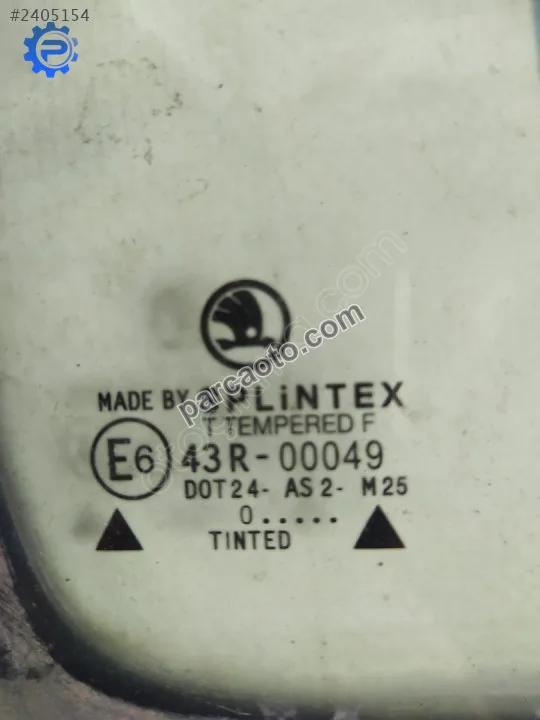 #2405154
parcaoto.com
MADE BY SPLiNTEX
T TEMPERED F
E6 43R-00049
DOT24- AS2- M25
0.....
TINTED